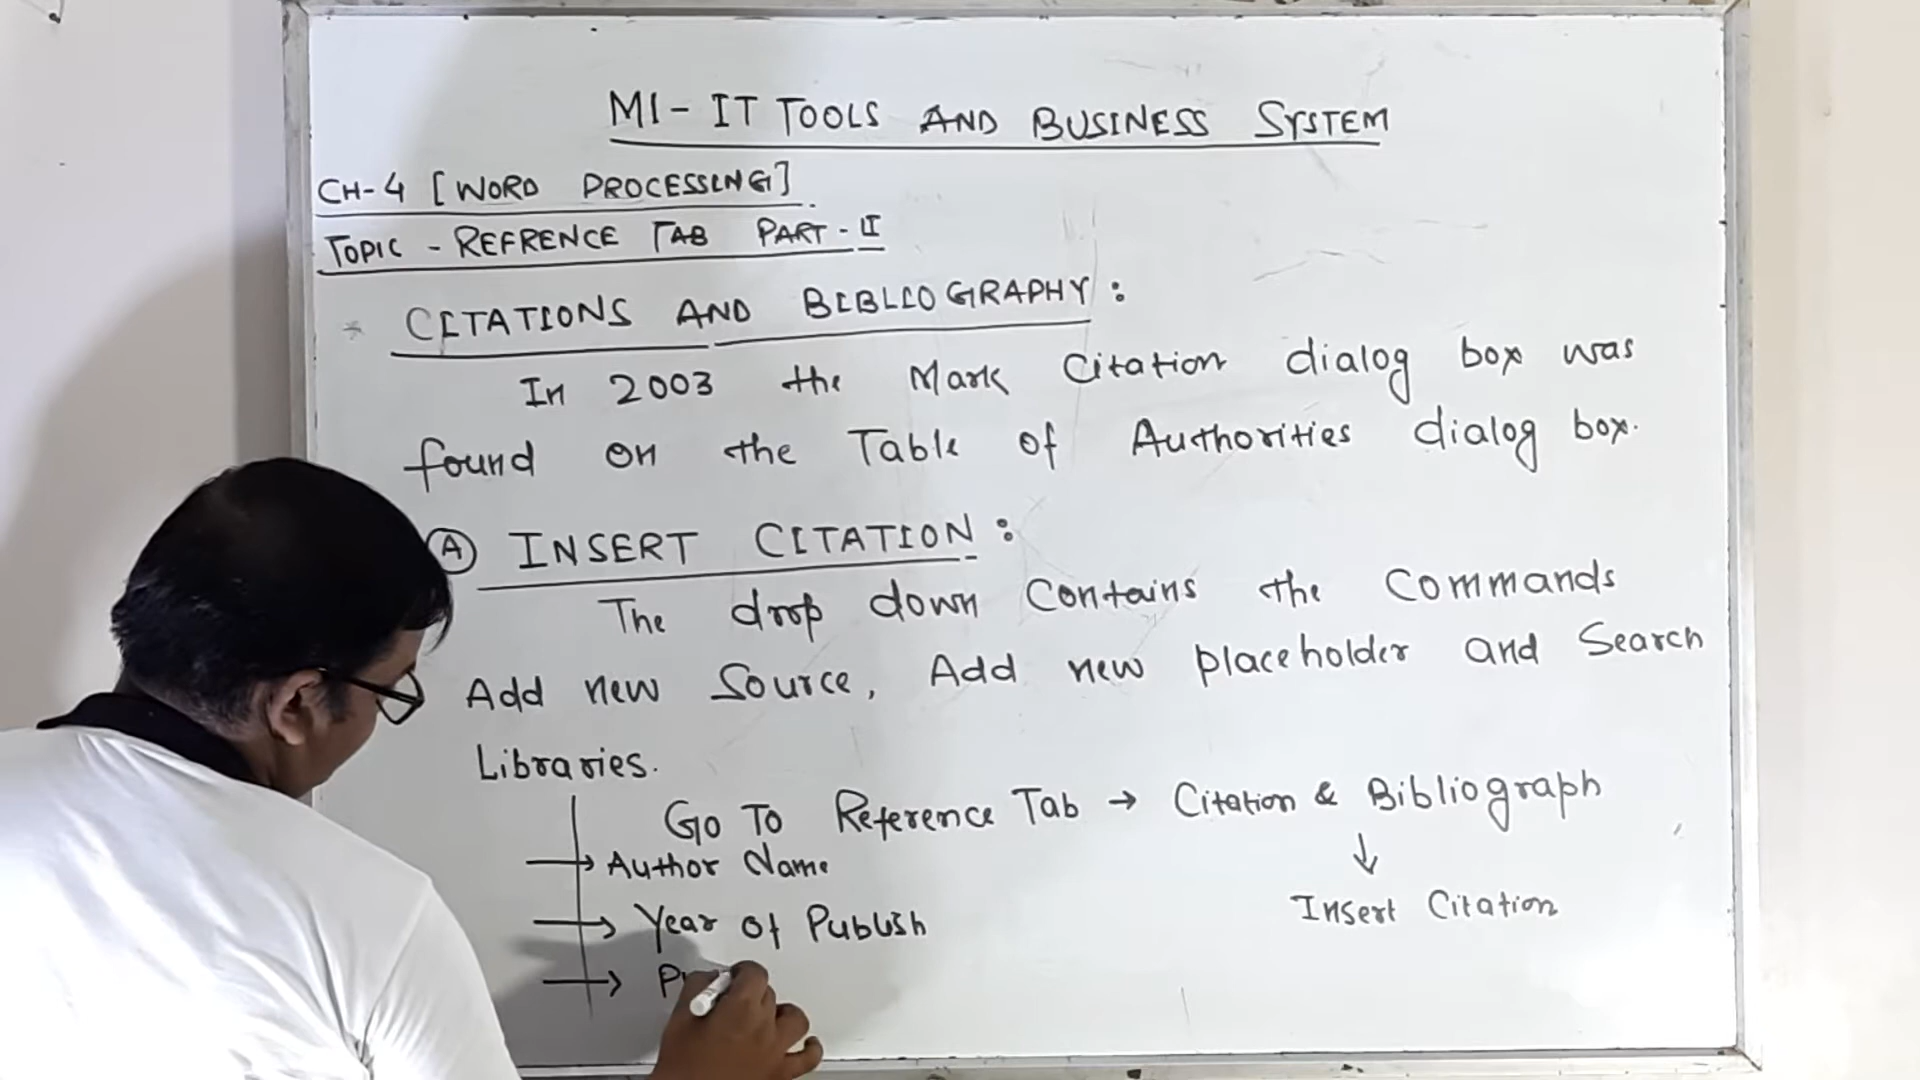 M1 - IT TOOLS AND BUSINESS SYSTEM
CH-4 [WORD PROCESSING]
TOPIC - REFRENCE TAB PART - II
* CITATIONS AND BIBLIOGRAPHY :
In 2003 the Mark Citation dialog box was
found on the Table of Authorities dialog box.
(A) INSERT CITATION :
The drop down Contains the Commands
Add new Source, Add new placeholder and Search
Libraries.
Go To Reference Tab → Citation & Bibliograph
↓
Insert Citation
→ Author Name
→ Year of Publish
→